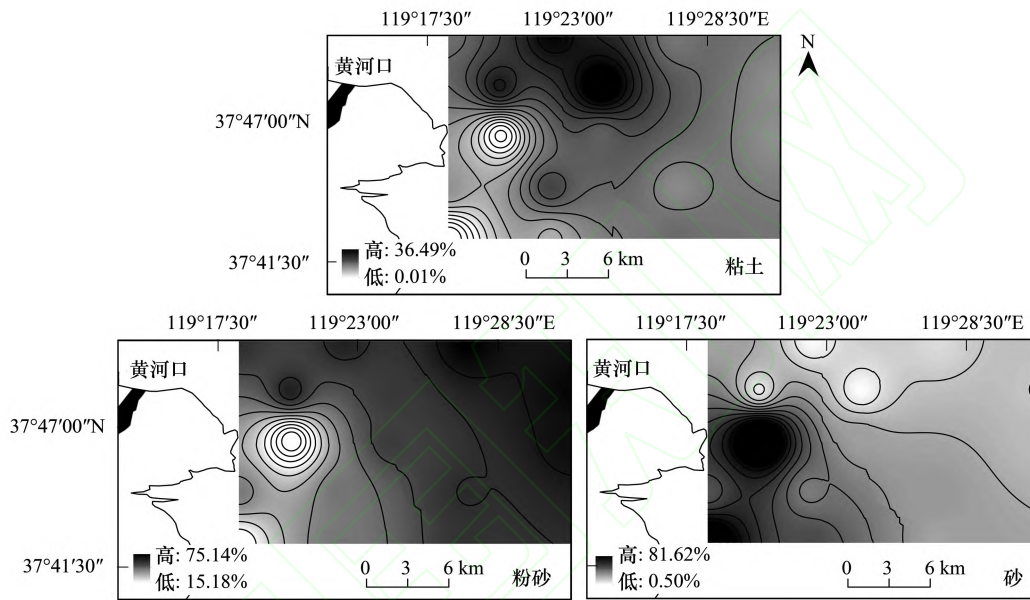 119°17′30″ 119°23′00″ 119°28′30″E
N
黄河口
37°47′00″N
37°41′30″
高: 36.49%
低: 0.01%
0 3 6 km
粘土
119°17′30″ 119°23′00″ 119°28′30″E
黄河口
37°47′00″N
37°41′30″
高: 75.14%
低: 15.18%
0 3 6 km
粉砂
119°17′30″ 119°23′00″ 119°28′30″E
黄河口
高: 81.62%
低: 0.50%
0 3 6 km
砂